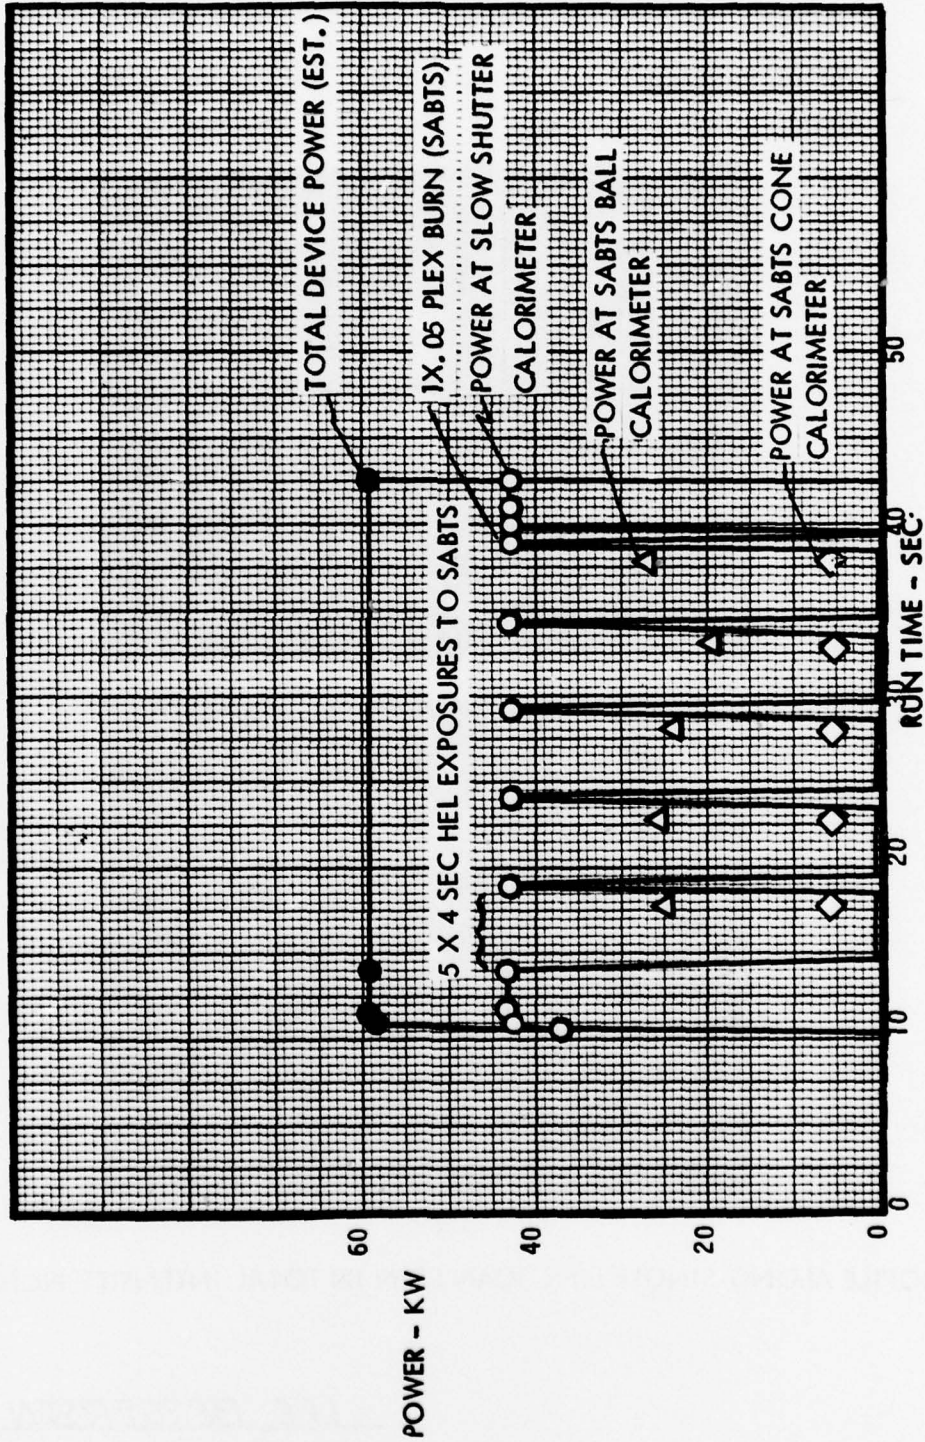 TOTAL DEVICE POWER (EST.)
1X.05 PLEX BURN (SABTS)
POWER AT SLOW SHUTTER
CALORIMETER
5 X 4 SEC HEL EXPOSURES TO SABTS
POWER AT SABTS BALL
CALORIMETER
POWER AT SABTS CONE
CALORIMETER
POWER - KW
60
40
20
0
0
10
20
30
40
50
RUN TIME - SEC.